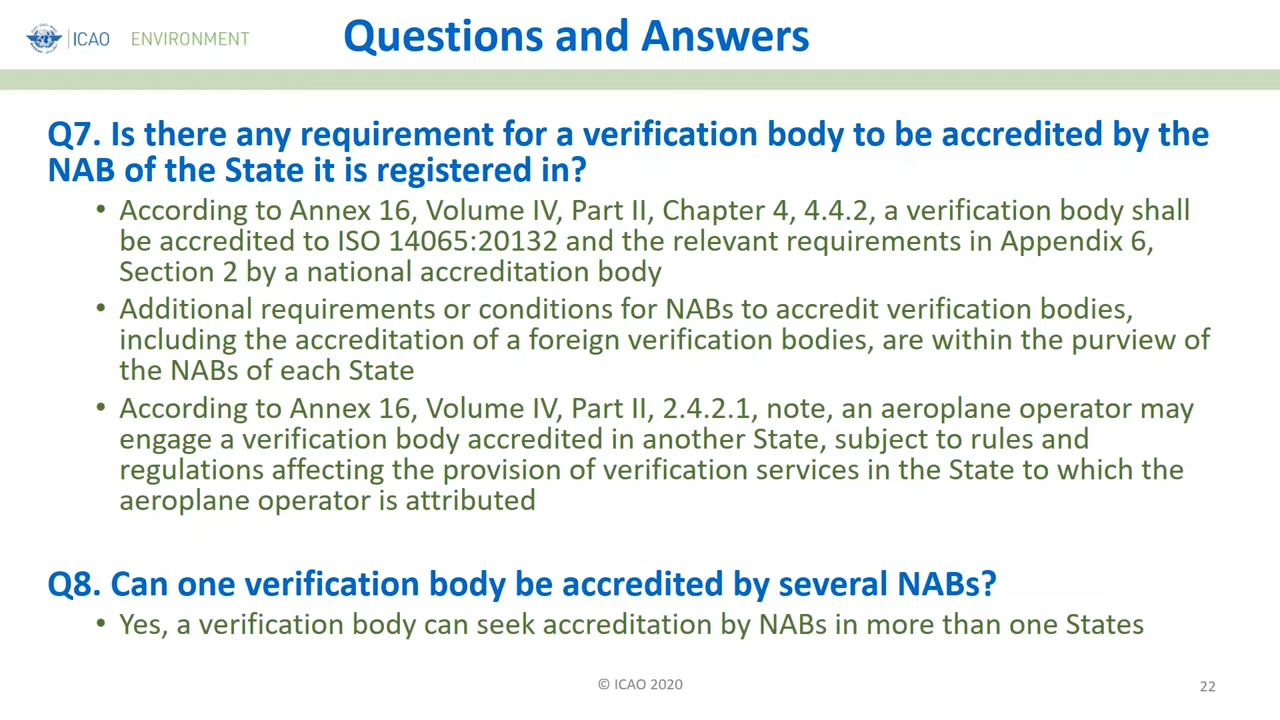 ICAO ENVIRONMENT
Questions and Answers
Q7. Is there any requirement for a verification body to be accredited by the
NAB of the State it is registered in?
• According to Annex 16, Volume IV, Part II, Chapter 4, 4.4.2, a verification body shall
be accredited to ISO 14065:20132 and the relevant requirements in Appendix 6,
Section 2 by a national accreditation body
• Additional requirements or conditions for NABs to accredit verification bodies,
including the accreditation of a foreign verification bodies, are within the purview of
the NABs of each State
• According to Annex 16, Volume IV, Part II, 2.4.2.1, note, an aeroplane operator may
engage a verification body accredited in another State, subject to rules and
regulations affecting the provision of verification services in the State to which the
aeroplane operator is attributed
Q8. Can one verification body be accredited by several NABs?
• Yes, a verification body can seek accreditation by NABs in more than one States
© ICAO 2020
22